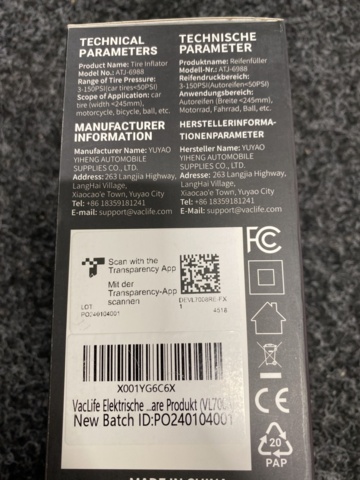 TECHNICAL
PARAMETERS
Product Name: Tire Inflator
Model No.: ATJ-6988
Range of Tire Pressure:
3-150PSI(car tires<50PSI)
Scope of Application: car
tire (width <245mm),
motorcycle, bicycle, ball, etc.
MANUFACTURER
INFORMATION
Manufacturer Name: YUYAO
YIHENG AUTOMOBILE
SUPPLIES CO., LTD.
Address: 263 Langjia Highway,
LangHai Village,
Xiaocao'e Town, Yuyao City
Tel: +86 18359181241
E-mail: support@vaclife.com
TECHNISCHE
PARAMETER
Produktname: Reifenfüller
Modell-Nr.: ATJ-6988
Reifendruckbereich:
3-150PSI(Autoreifen<50PSI)
Anwendungsbereich:
Autoreifen (Breite <245mm),
Motorrad, Fahrrad, Ball, etc.
HERSTELLERINFORMA-
TIONENPARAMETER
Hersteller Name: YUYAO
YIHENG AUTOMOBILE
SUPPLIES CO., LTD.
Adresse: 263 Langjia Highway,
LangHai Village,
Xiaocao'e Town, Yuyao City
Tel: +86 18359181241
E-Mail: support@vaclife.com
Scan with the
Transparency App
Mit der
Transparency-App
scannen
LOT
PO240104001
1
4518
FC
CE
20
PAP
X001YG6C6X
VacLife Elektrische ...are Produkt (VL70
New Batch ID:PO240104001
MADE IN CHINA